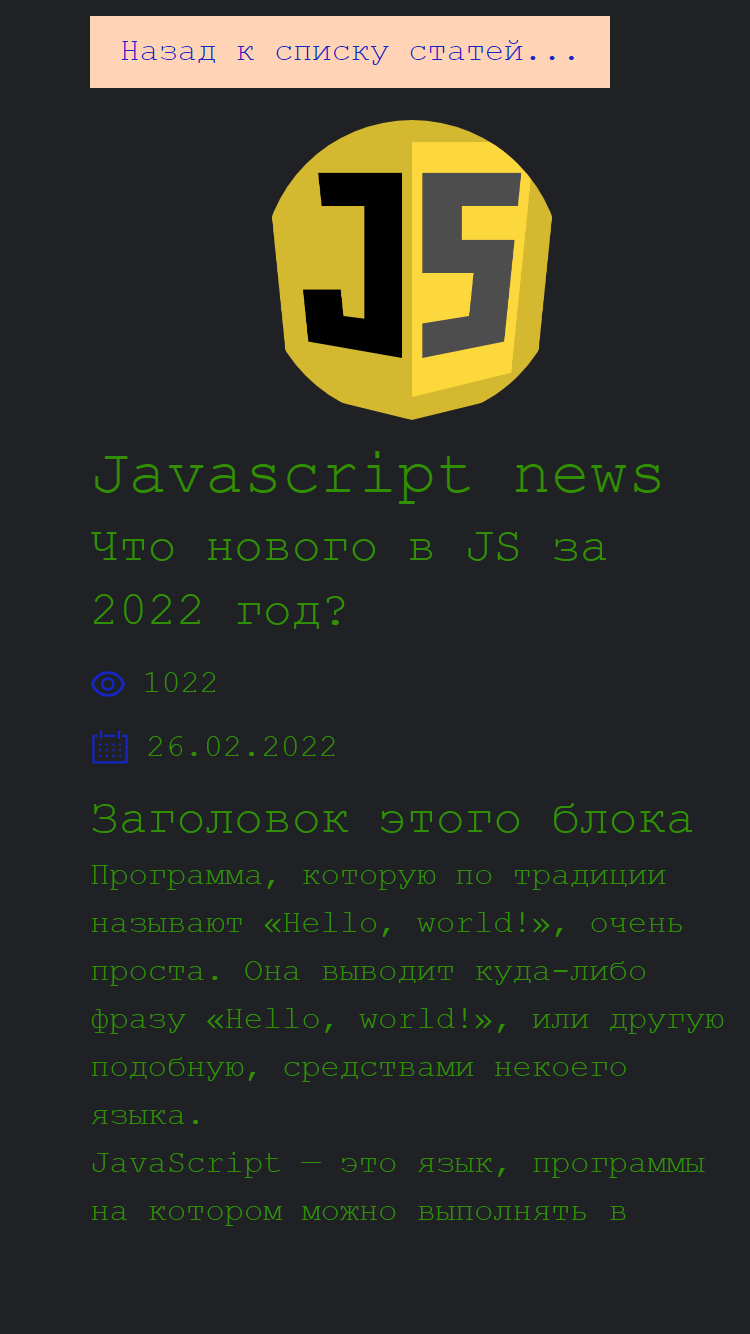 Назад к списку статей...
JS
Javascript news
Что нового в JS за
2022 год?
1022
26.02.2022
Заголовок этого блока
Программа, которую по традиции
называют «Hello, world!», очень
проста. Она выводит куда-либо
фразу «Hello, world!», или другую
подобную, средствами некоего
языка.
JavaScript — это язык, программы
на котором можно выполнять в